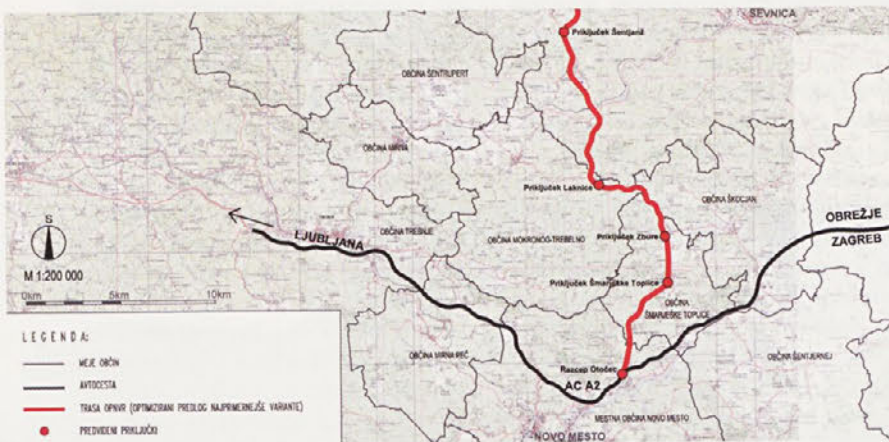 SEVNICA
Priključek Šentjanž
OBČINA ŠENTRUPERT
OBČINA MIRNA
Priključek Laknice
OBČINA ŠKOCJAN
OBČINA TREBNJE
OBČINA MOKRONOG-TREBELNO
Priključek Zbure
OBREŽJE
ZAGREB
LJUBLJANA
S
M 1:200 000
0km 5km 10km
Priključek Šmarješke Toplice
OBČINA
ŠMARJEŠKE TOPLICE
OBČINA MIRNA PEČ
OBČINA ŠENTJERNEJ
Razcep Otočec
AC A2
MESTNA OBČINA NOVO MESTO
NOVO MESTO
LEGENDA:
MEJE OBČIN
AVTOCESTA
TRASA OPNVR (OPTIMIZIRANI PREDLOG NAJPRIMERNEJŠE VARIANTE)
PREDVIDENI PRIKLJUČKI